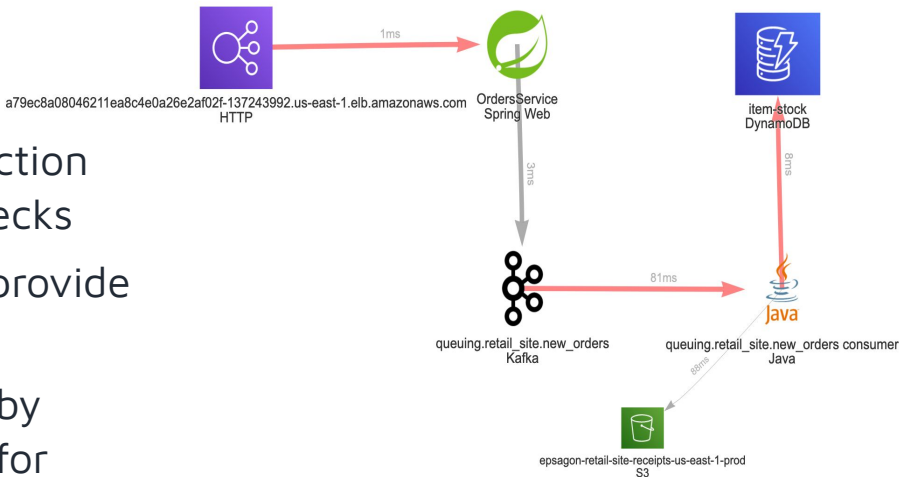 1ms
a79ec8a08046211ea8c4e0a26e2af02f-137243992.us-east-1.elb.amazonaws.com
HTTP
OrdersService
Spring Web
item-stock
DynamoDB
ction
ecks
provide
by
for
3ms
8ms
81ms
queuing.retail_site.new_orders
Kafka
Java
queuing.retail_site.new_orders consumer
Java
88ms
epsagon-retail-site-receipts-us-east-1-prod
S3